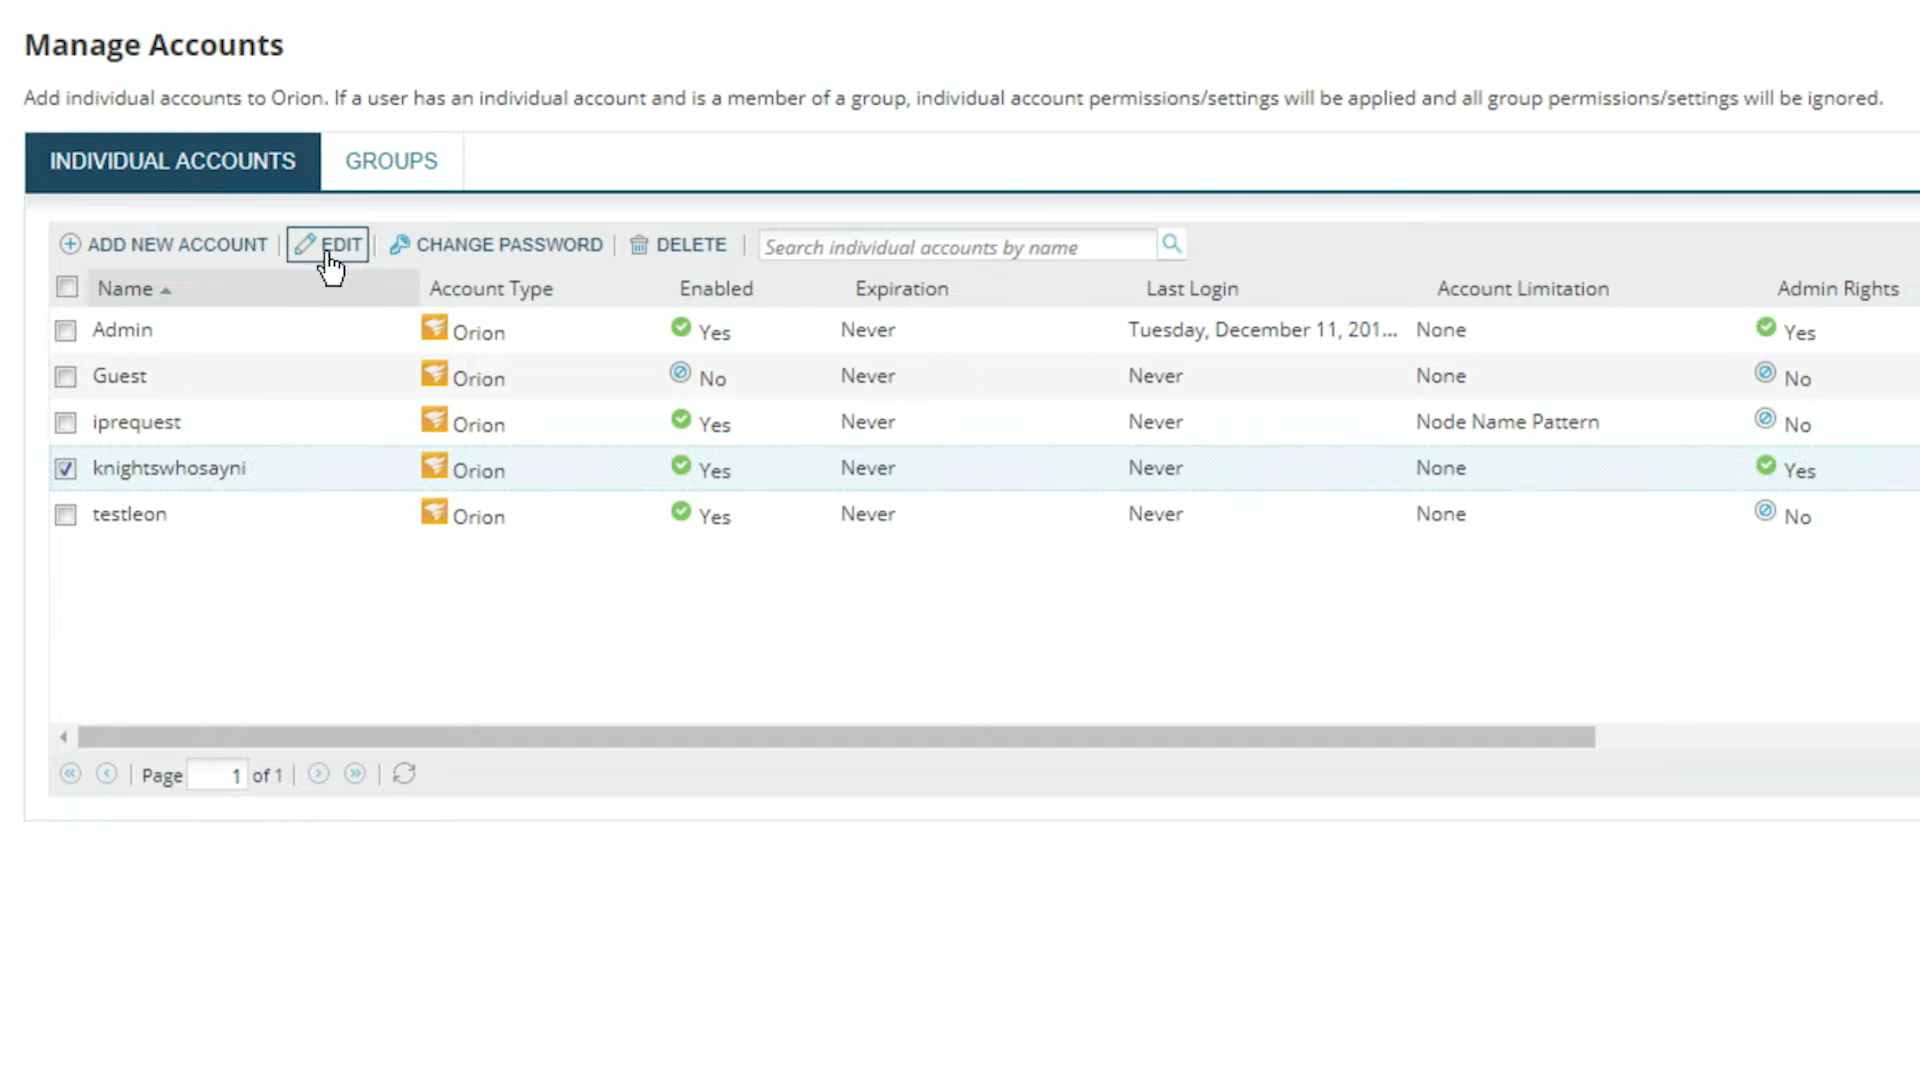 Manage Accounts
Add individual accounts to Orion. If a user has an individual account and is a member of a group, individual account permissions/settings will be applied and all group permissions/settings will be ignored.
INDIVIDUAL ACCOUNTS GROUPS
ADD NEW ACCOUNT EDIT CHANGE PASSWORD DELETE Search individual accounts by name
Name Account Type Enabled Expiration Last Login Account Limitation Admin Rights
Admin Orion Yes Never Tuesday, December 11, 201... None Yes
Guest Orion No Never Never None No
iprequest Orion Yes Never Never Node Name Pattern No
knightswhosayni Orion Yes Never Never None Yes
testleon Orion Yes Never Never None No
Page 1 of 1